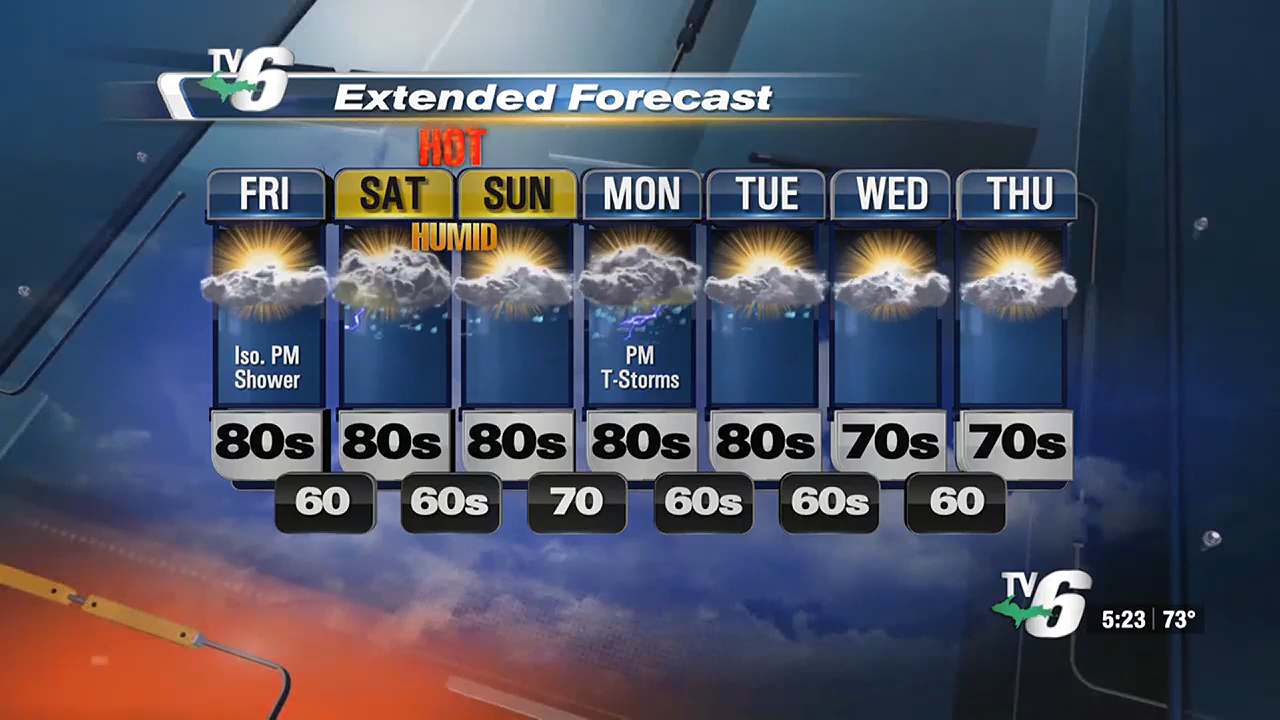 TV6
Extended Forecast
HOT
FRI SAT SUN MON TUE WED THU
HUMID
Iso. PM
Shower
PM
T-Storms
80s 80s 80s 80s 80s 70s 70s
60 60s 70 60s 60s 60
TV6
5:23 73°